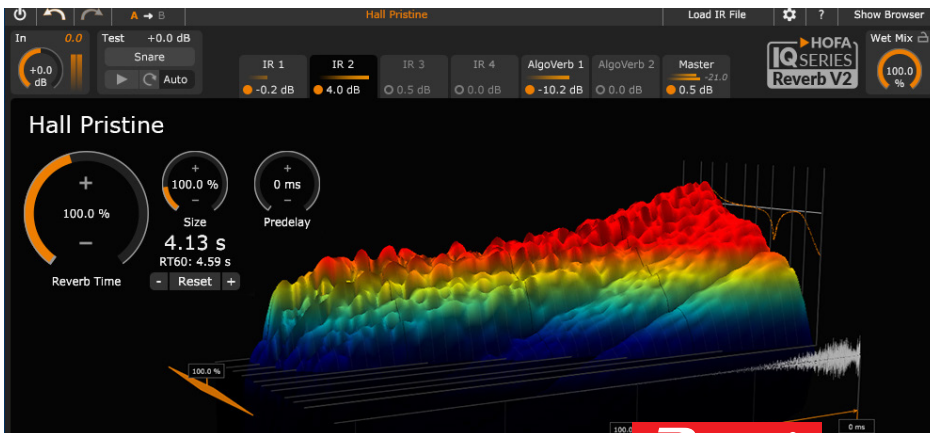 A → B
Hall Pristine
Load IR File
?
Show Browser
In
0.0
+0.0
dB
Test +0.0 dB
Snare
Auto
IR 1
-0.2 dB
IR 2
4.0 dB
IR 3
0.5 dB
IR 4
0.0 dB
AlgoVerb 1
-10.2 dB
AlgoVerb 2
0.0 dB
Master
-21.0
0.5 dB
HOFA
IQ SERIES
Reverb V2
Wet Mix
100.0
%
Hall Pristine
+
100.0 %
−
Reverb Time
+
100.0 %
−
Size
4.13 s
RT60: 4.59 s
- Reset +
+
0 ms
−
Predelay
100.0 %
0 ms